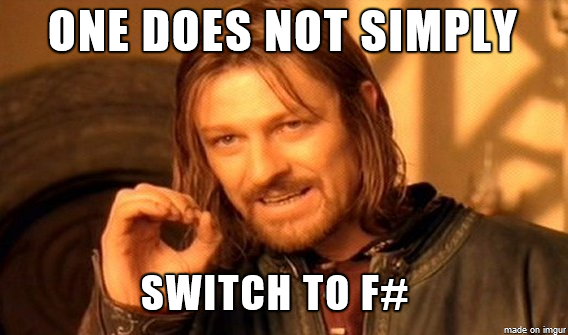 ONE DOES NOT SIMPLY
SWITCH TO F#
made on imgur